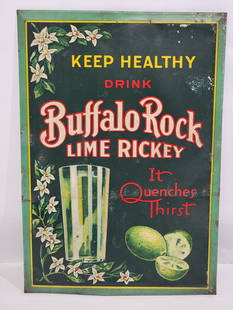 KEEP HEALTHY
DRINK
Buffalo Rock
LIME RICKEY
It
Quenches
Thirst